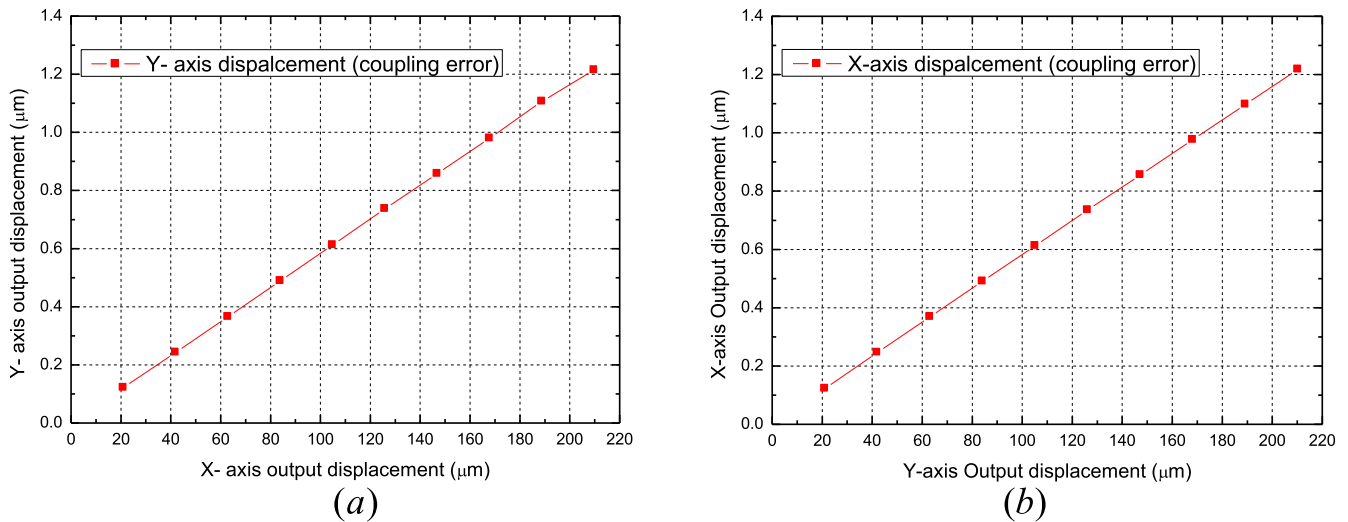 1.4
1.2
1.0
0.8
0.6
0.4
0.2
0.0
Y- axis output displacement (μm)
Y- axis dispalcement (coupling error)
0 20 40 60 80 100 120 140 160 180 200 220
X- axis output displacement (μm)
(a)
1.4
1.2
1.0
0.8
0.6
0.4
0.2
0.0
X-axis Output displacement (μm)
X-axis dispalcement (coupling error)
0 20 40 60 80 100 120 140 160 180 200 220
Y-axis Output displacement (μm)
(b)